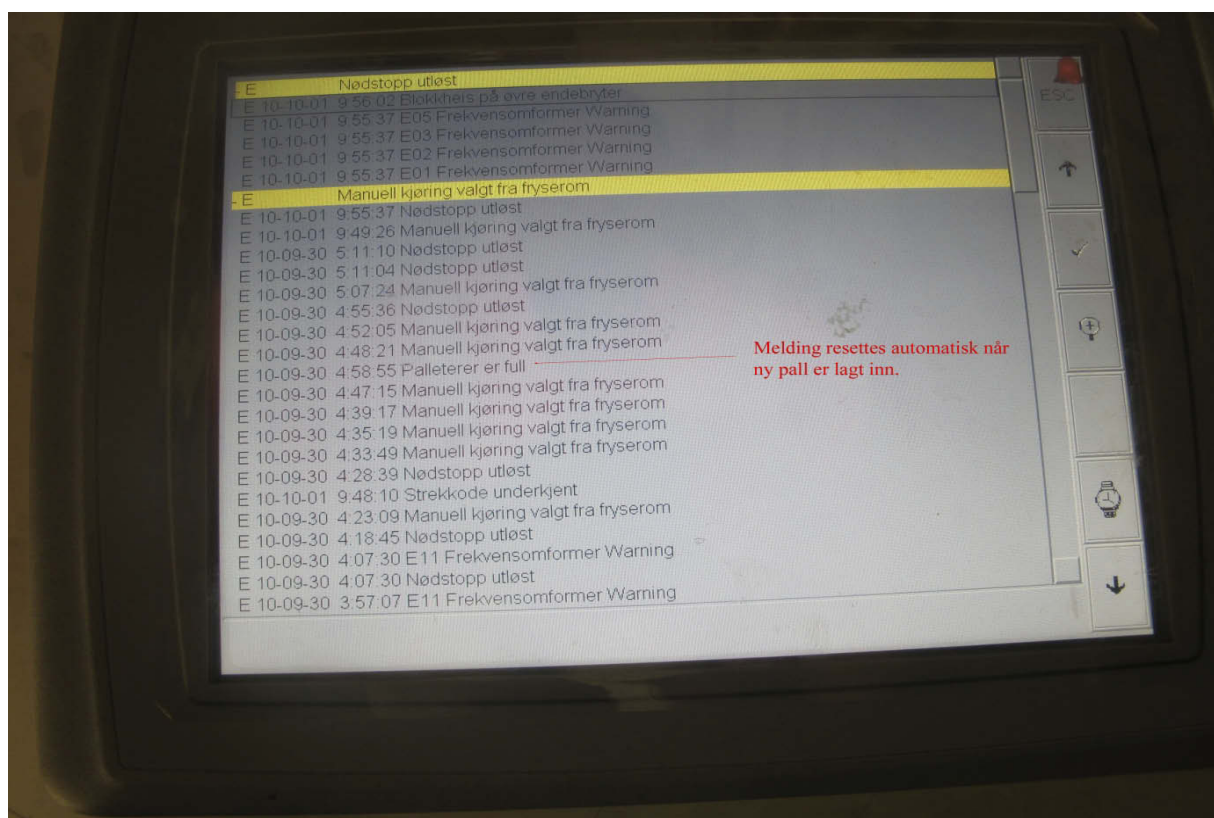 - E Nødstopp utløst
E 10-10-01 9:56:02 Blokkheis på øvre endebryter
E 10-10-01 9:55:37 E05 Frekvensomformer Warning
E 10-10-01 9:55:37 E03 Frekvensomformer Warning
E 10-10-01 9:55:37 E02 Frekvensomformer Warning
E 10-10-01 9:55:37 E01 Frekvensomformer Warning
- E Manuell kjøring valgt fra fryserom
E 10-10-01 9:55:37 Nødstopp utløst
E 10-10-01 9:49:26 Manuell kjøring valgt fra fryserom
E 10-09-30 5:11:10 Nødstopp utløst
E 10-09-30 5:11:04 Nødstopp utløst
E 10-09-30 5:07:24 Manuell kjøring valgt fra fryserom
E 10-09-30 4:55:36 Nødstopp utløst
E 10-09-30 4:52:05 Manuell kjøring valgt fra fryserom
E 10-09-30 4:48:21 Manuell kjøring valgt fra fryserom
E 10-09-30 4:58:55 Palleterer er full
E 10-09-30 4:47:15 Manuell kjøring valgt fra fryserom
E 10-09-30 4:39:17 Manuell kjøring valgt fra fryserom
E 10-09-30 4:35:19 Manuell kjøring valgt fra fryserom
E 10-09-30 4:33:49 Manuell kjøring valgt fra fryserom
E 10-09-30 4:28:39 Nødstopp utløst
E 10-10-01 9:48:10 Strekkode underkjent
E 10-09-30 4:23:09 Manuell kjøring valgt fra fryserom
E 10-09-30 4:18:45 Nødstopp utløst
E 10-09-30 4:07:30 E11 Frekvensomformer Warning
E 10-09-30 4:07:30 Nødstopp utløst
E 10-09-30 3:57:07 E11 Frekvensomformer Warning
Melding resettes automatisk når
ny pall er lagt inn.
ESC